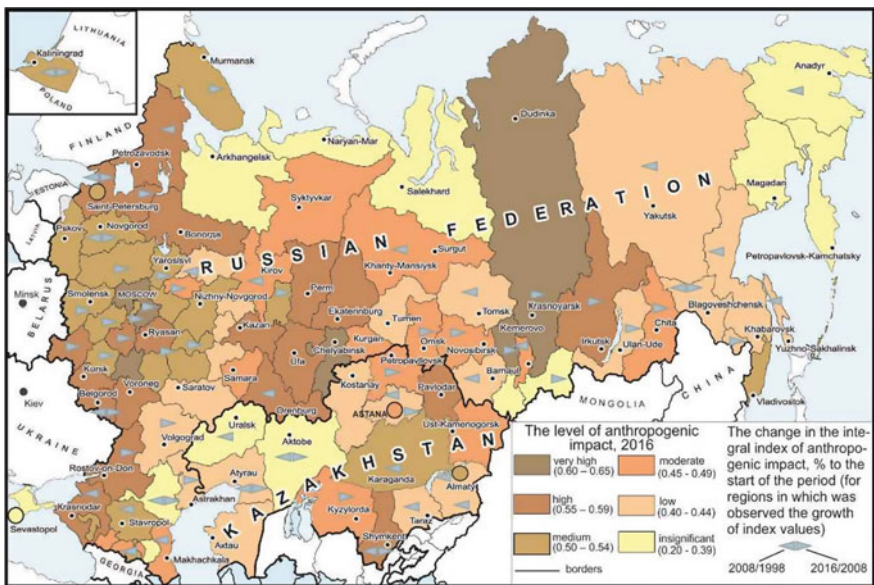 LITHUANIA
Kaliningrad
POLAND
Murmansk
FINLAND
Petrozavodsk
Arkhangelsk
Naryan-Mar
Salekhard
Dudinka
Anadyr
ESTONIA
Saint-Petersburg
Syktyvkar
Magadan
LATVIA
Pskov
Novgorod
Вологда
RUSSIAN FEDERATION
Yakutsk
Petropavlovsk-Kamchatsky
Yaroslsvl
Kirov
Surgut
Khanty-Mansiysk
Minsk
BELARUS
Smolensk
MOSCOW
Nizhny-Novgorod
Perm
Ekaterinburg
Tumen
Tomsk
Krasnoyarsk
Kemerovo
Blagoveshchensk
Ryasan
Kazan
Kurgan
Chelyabinsk
Omsk
Novosibirsk
Irkutsk
Chita
Ulan-Ude
Khabarovsk
Yuzhno-Sakhalinsk
Kursk
Ufa
Petropavlovsk
Barnaul
Kiev
Belgorod
Voroneg
Saratov
Samara
Kostanay
Pavlodar
MONGOLIA
CHINA
Vladivostok
Orenburg
ASTANA
UKRAINE
Uralsk
Aktobe
Ust-Kamenogorsk
Volgograd
KAZAKHSTAN
Karaganda
Rostov-on-Don
Atyrau
Almaty
Krasnodar
Astrakhan
Sevastopol
Stavropol
Kyzylorda
Taraz
Aktau
Shymkent
GEORGIA
Makhachkala
The level of anthropogenic
impact, 2016
very high
(0.60 – 0.65)
moderate
(0.45 - 0.49)
high
(0.55 – 0.59)
low
(0.40 - 0.44)
medium
(0.50 – 0.54)
insignificant
(0.20 - 0.39)
borders
The change in the inte-
gral index of anthropo-
genic impact, % to the
start of the period (for
regions in which was
observed the growth
of index values)
2008/1998
2016/2008